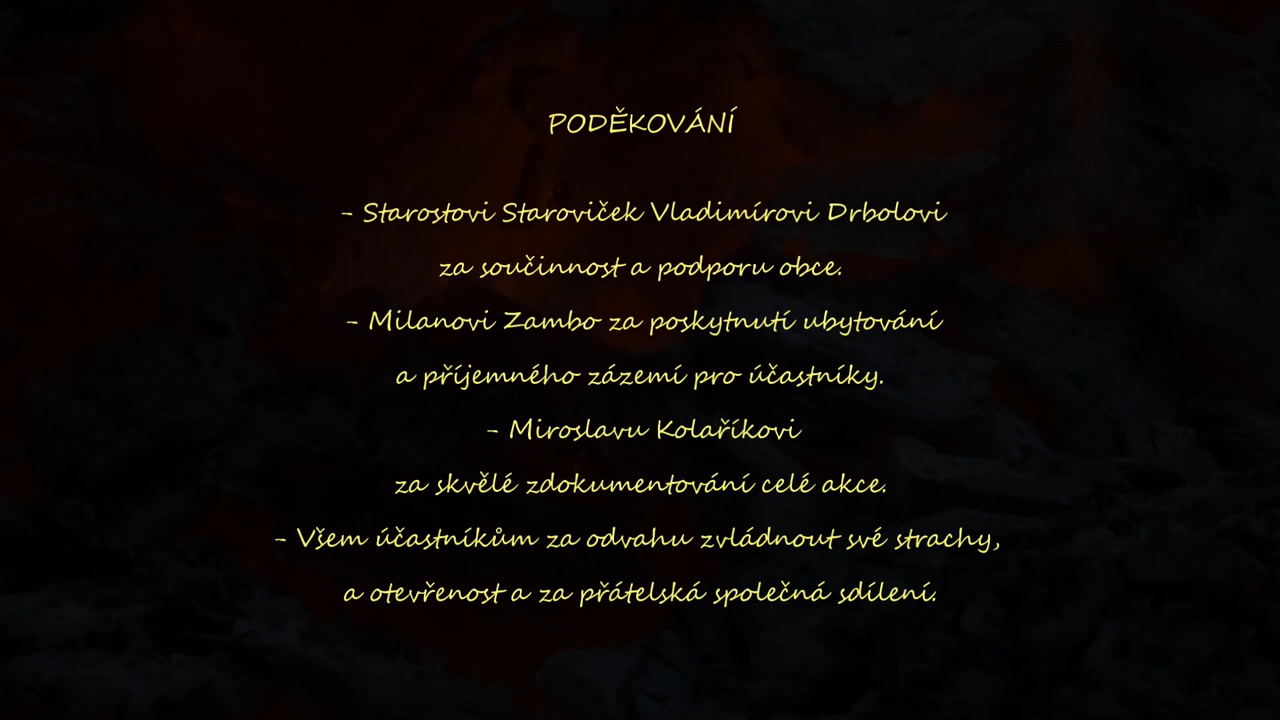 PODĚKOVÁNÍ
- Starostovi Staroviček Vladimírovi Drbolovi
za součinnost a podporu obce.
- Milanovi Zambo za poskytnutí ubytování
a příjemného zázemí pro účastníky.
- Miroslavu Kolaříkovi
za skvělé zdokumentování celé akce.
- Všem účastníkům za odvahu zvládnout své strachy,
a otevřenost a za přátelská společná sdílení.